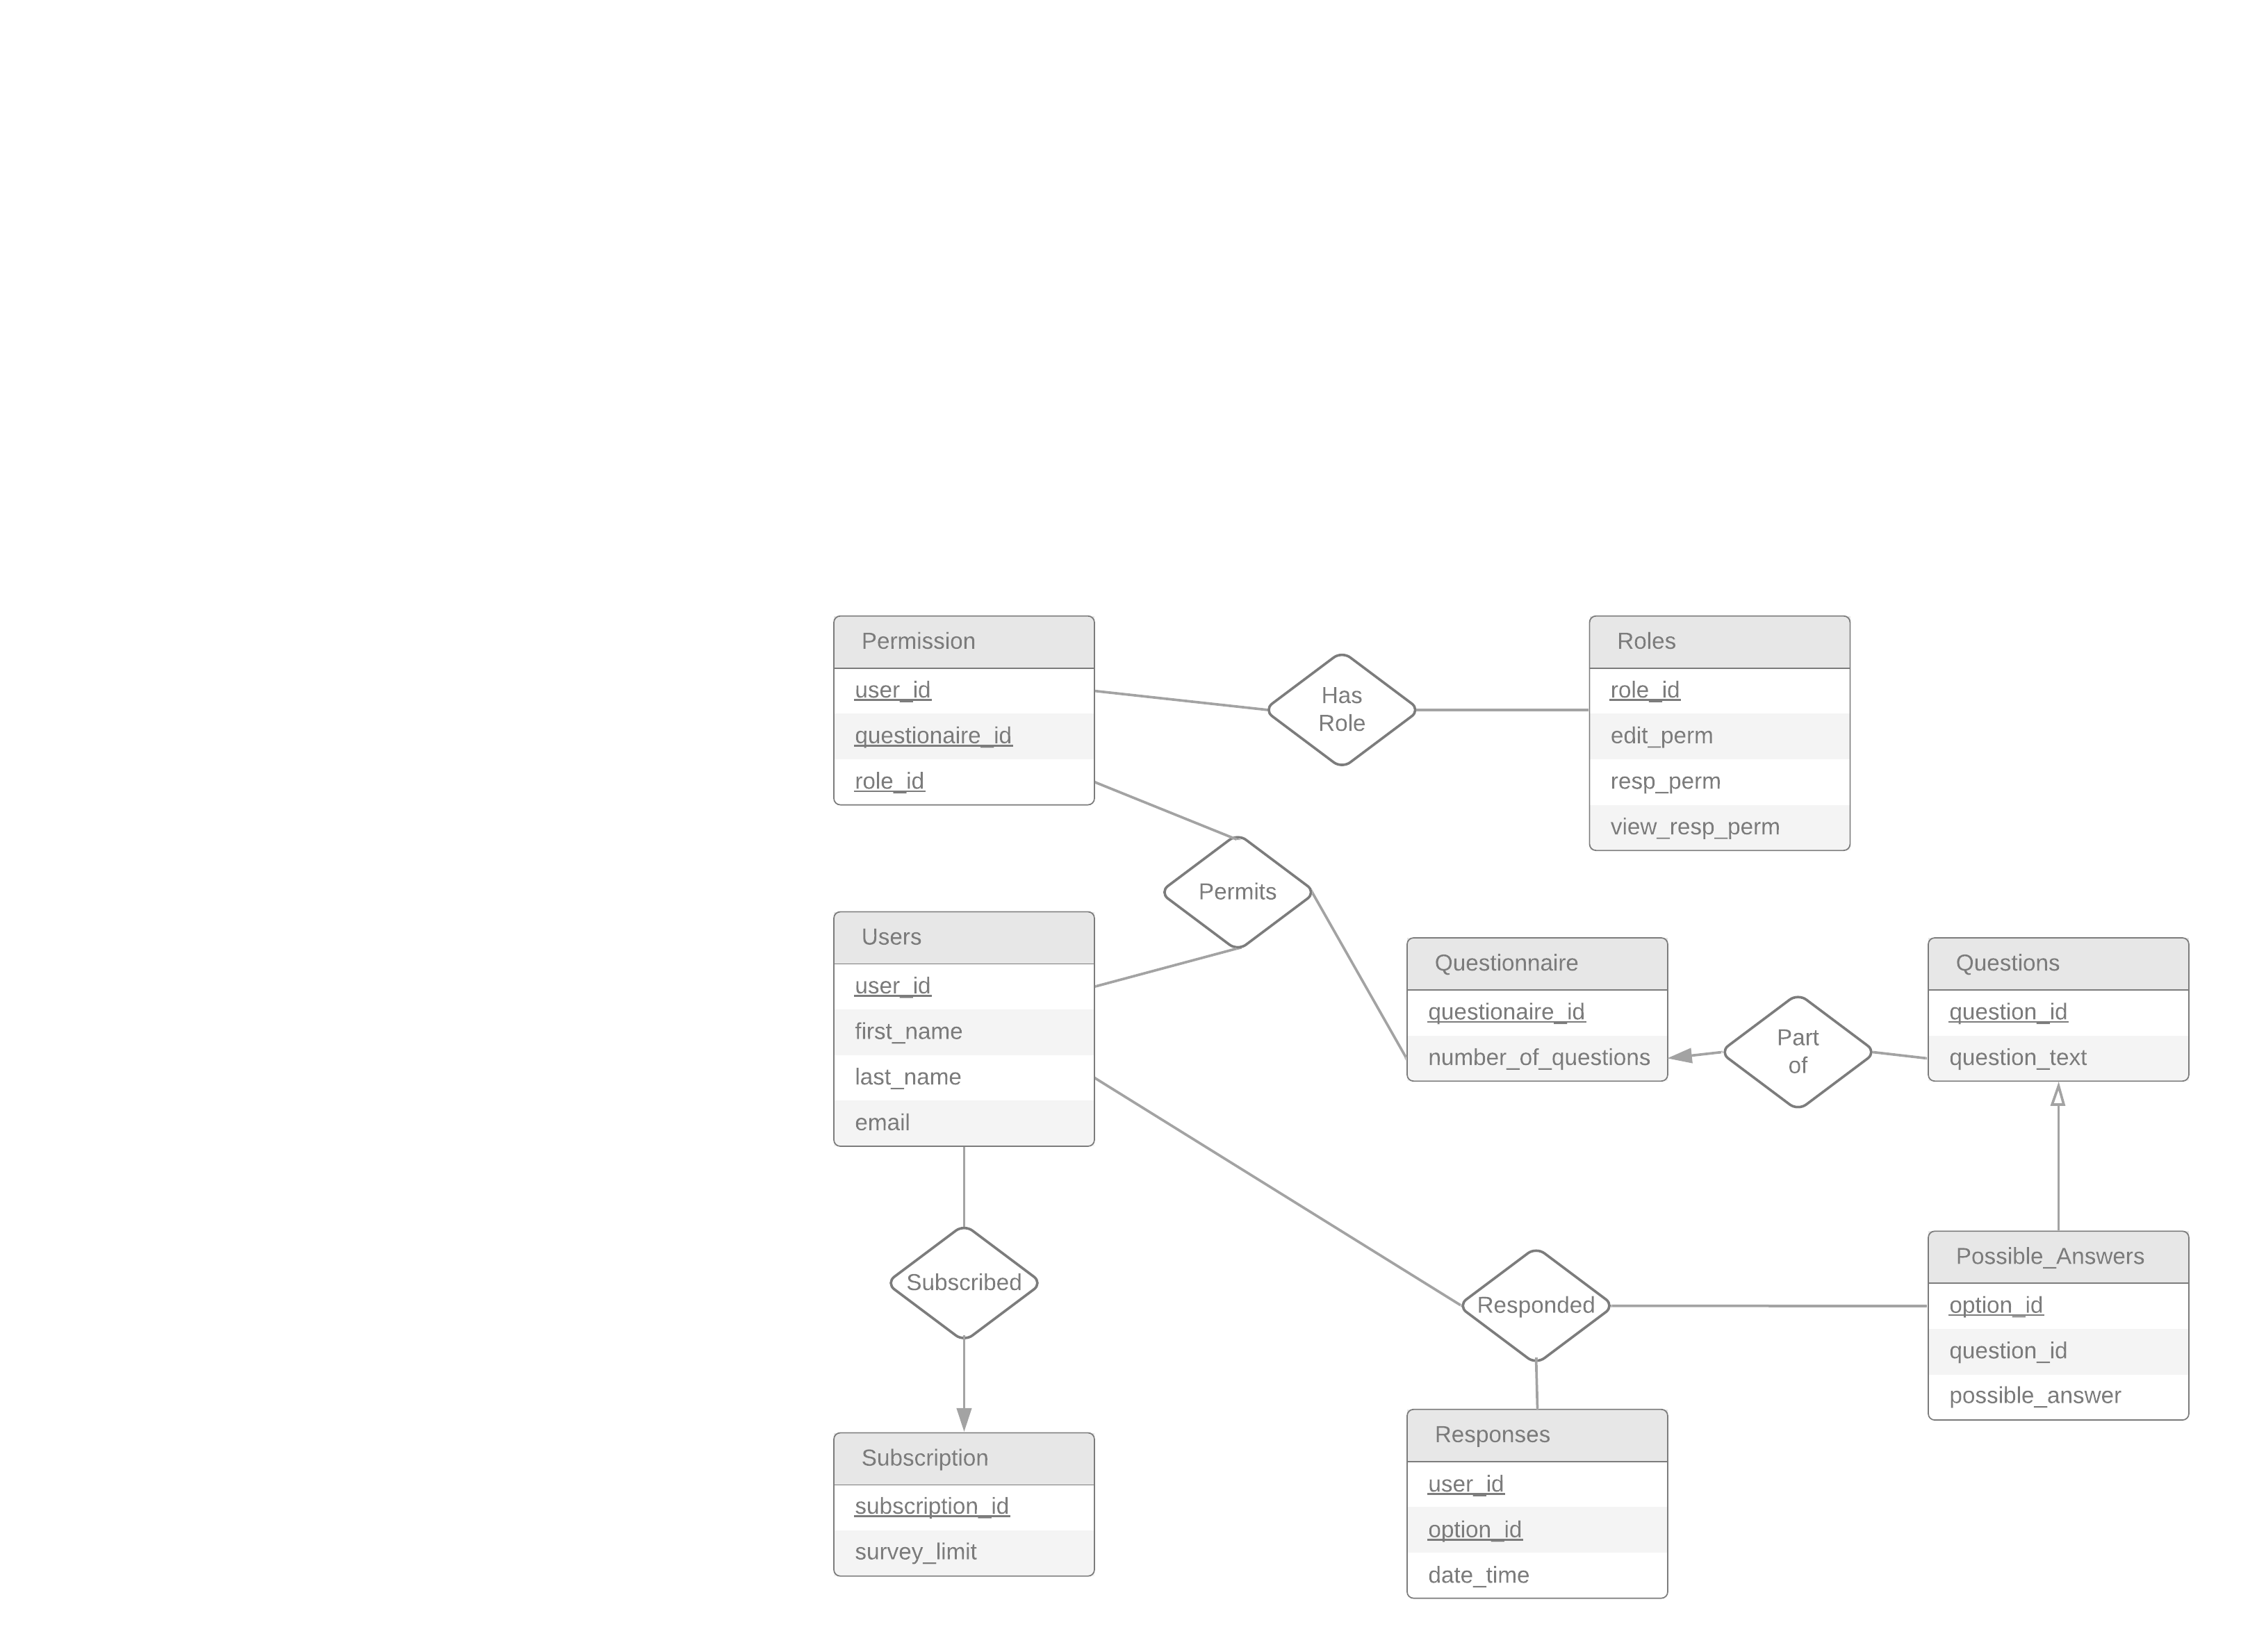 Permission
user_id
questionaire_id
role_id
Has
Role
Roles
role_id
edit_perm
resp_perm
view_resp_perm
Permits
Users
user_id
first_name
last_name
email
Questionnaire
questionaire_id
number_of_questions
Part
of
Questions
question_id
question_text
Subscribed
Responded
Possible_Answers
option_id
question_id
possible_answer
Subscription
subscription_id
survey_limit
Responses
user_id
option_id
date_time